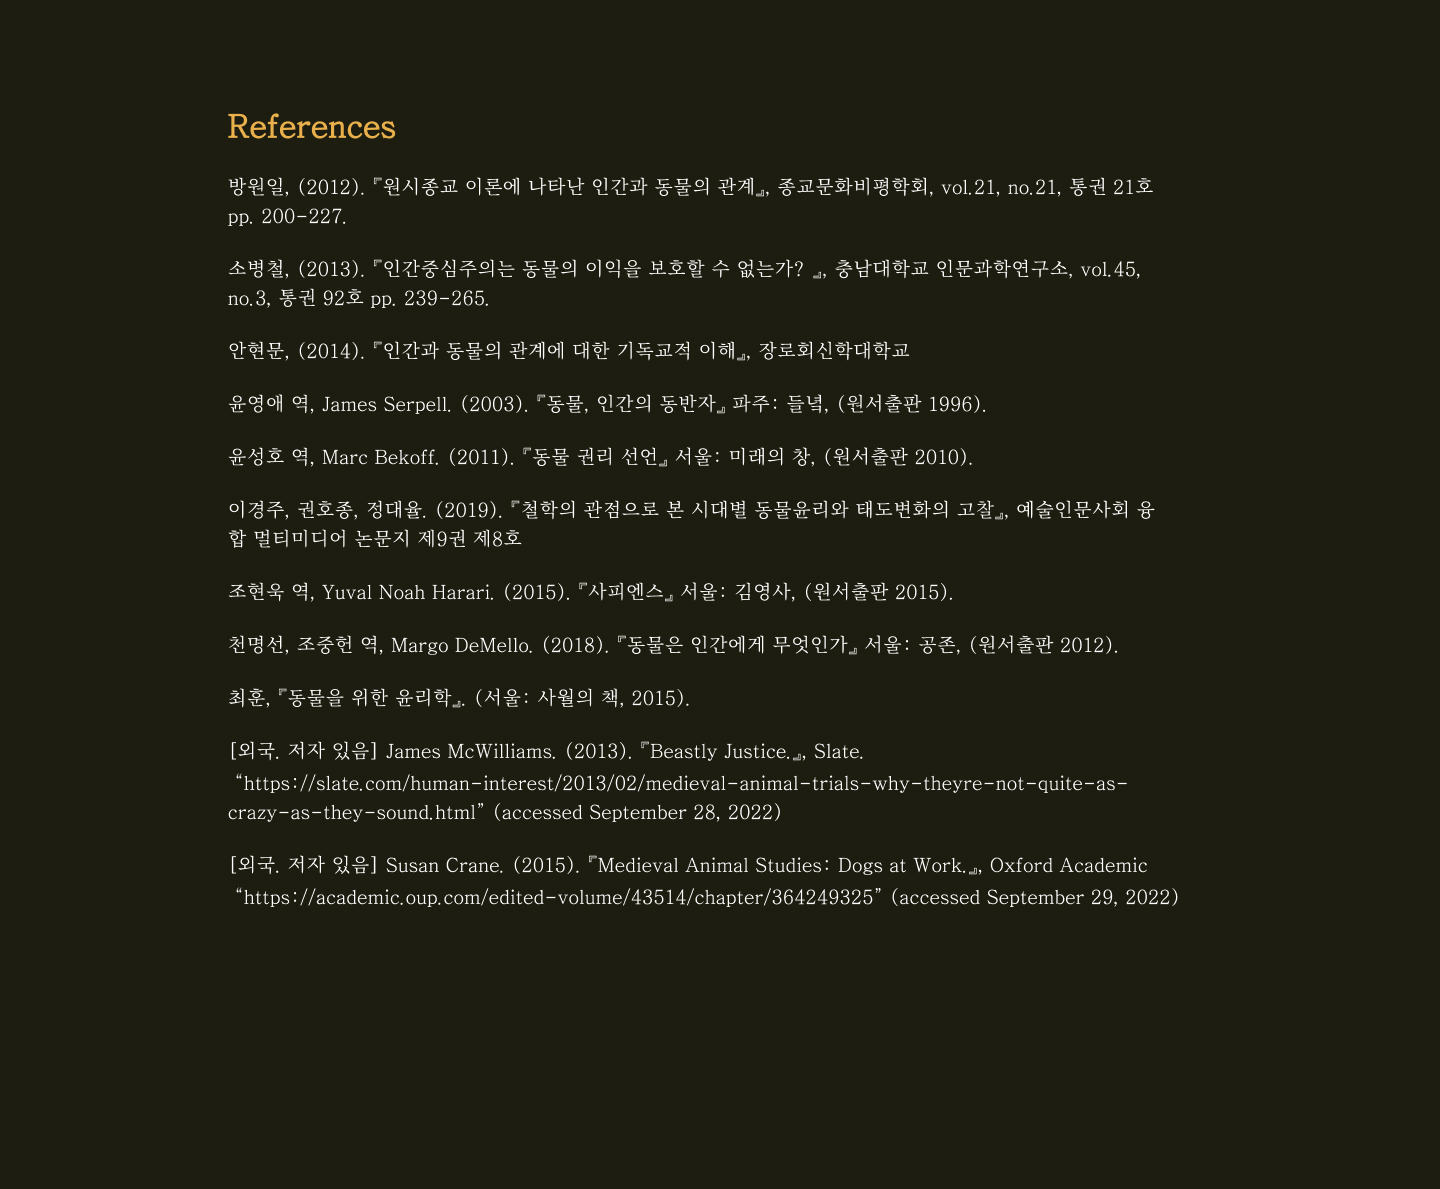 References
방원일, (2012). 『원시종교 이론에 나타난 인간과 동물의 관계』, 종교문화비평학회, vol.21, no.21, 통권 21호
pp. 200-227.
소병철, (2013). 『인간중심주의는 동물의 이익을 보호할 수 없는가? 』, 충남대학교 인문과학연구소, vol.45,
no.3, 통권 92호 pp. 239-265.
안현문, (2014). 『인간과 동물의 관계에 대한 기독교적 이해』, 장로회신학대학교
윤영애 역, James Serpell. (2003). 『동물, 인간의 동반자』 파주: 들녘, (원서출판 1996).
윤성호 역, Marc Bekoff. (2011). 『동물 권리 선언』 서울: 미래의 창, (원서출판 2010).
이경주, 권호종, 정대율. (2019). 『철학의 관점으로 본 시대별 동물윤리와 태도변화의 고찰』, 예술인문사회 융
합 멀티미디어 논문지 제9권 제8호
조현욱 역, Yuval Noah Harari. (2015). 『사피엔스』 서울: 김영사, (원서출판 2015).
천명선, 조중헌 역, Margo DeMello. (2018). 『동물은 인간에게 무엇인가』 서울: 공존, (원서출판 2012).
최훈, 『동물을 위한 윤리학』. (서울: 사월의 책, 2015).
[외국. 저자 있음] James McWilliams. (2013). 『Beastly Justice.』, Slate.
“https://slate.com/human-interest/2013/02/medieval-animal-trials-why-theyre-not-quite-as-
crazy-as-they-sound.html” (accessed September 28, 2022)
[외국. 저자 있음] Susan Crane. (2015). 『Medieval Animal Studies: Dogs at Work.』, Oxford Academic
“https://academic.oup.com/edited-volume/43514/chapter/364249325” (accessed September 29, 2022)